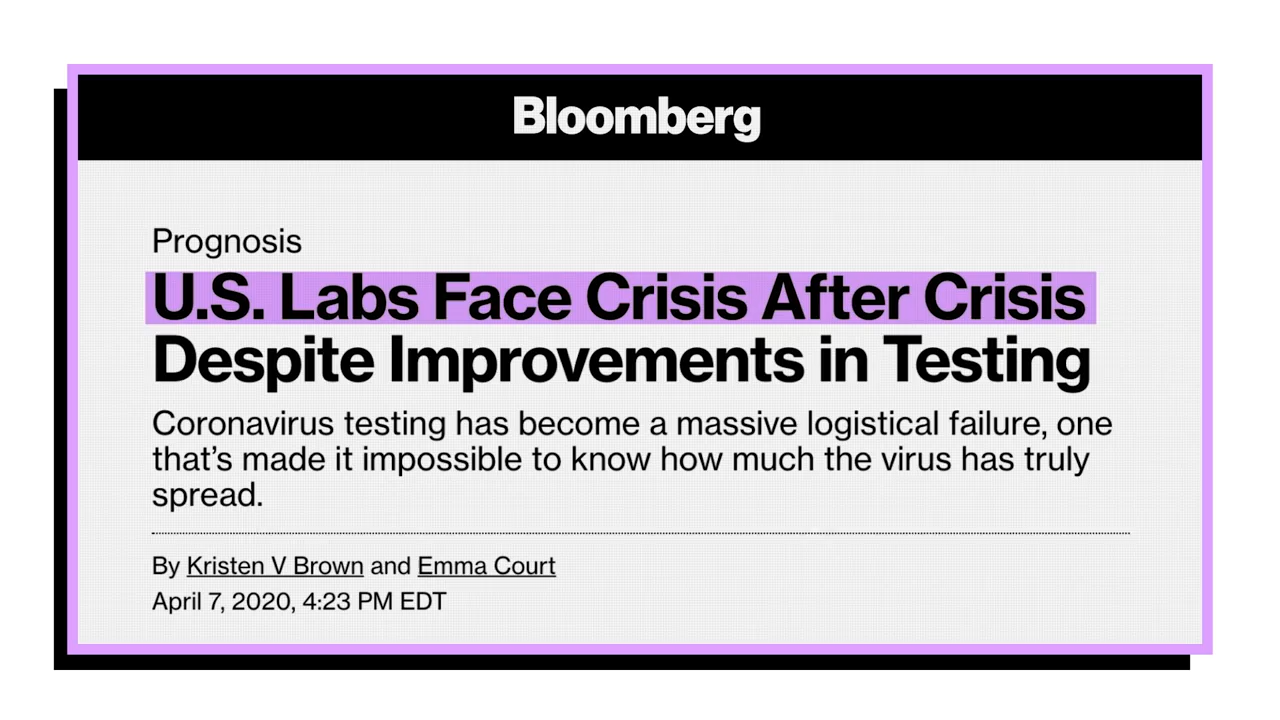 Bloomberg
Prognosis
U.S. Labs Face Crisis After Crisis
Despite Improvements in Testing
Coronavirus testing has become a massive logistical failure, one
that’s made it impossible to know how much the virus has truly
spread.
By Kristen V Brown and Emma Court
April 7, 2020, 4:23 PM EDT